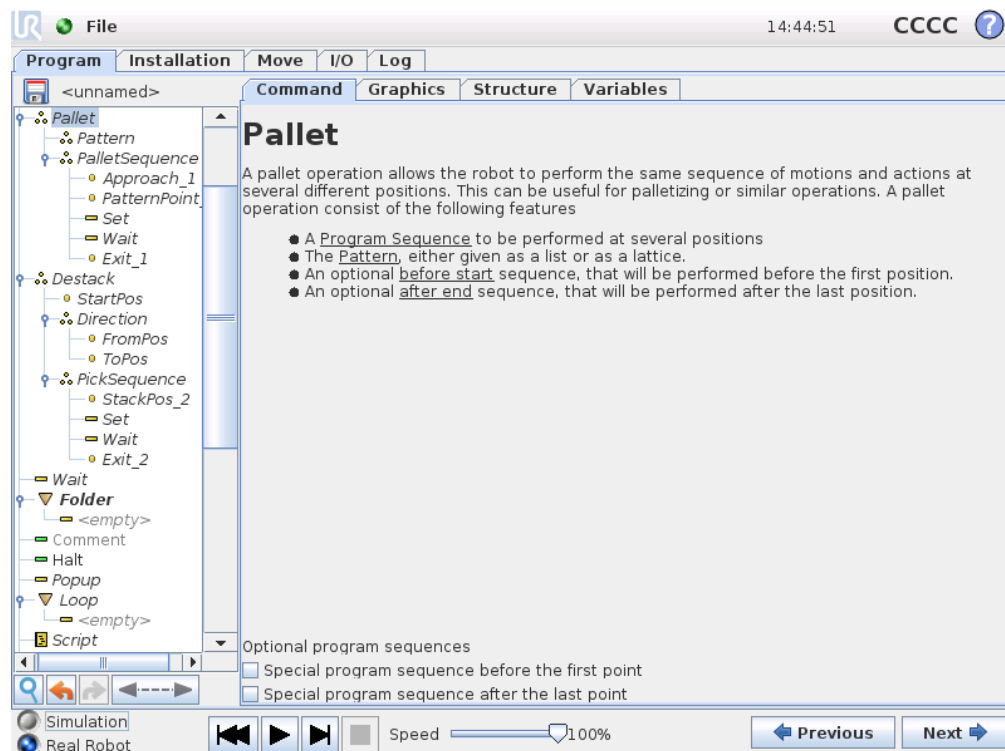 UR File 14:44:51 CCCC ?
Program Installation Move I/O Log
<unnamed>
Command Graphics Structure Variables
Pallet
Pattern
PalletSequence
Approach_1
PatternPoint_
Set
Wait
Exit_1
Destack
StartPos
Direction
FromPos
ToPos
PickSequence
StackPos_2
Set
Wait
Exit_2
Wait
Folder
<empty>
Comment
Halt
Popup
Loop
<empty>
Script
Pallet
A pallet operation allows the robot to perform the same sequence of motions and actions at
several different positions. This can be useful for palletizing or similar operations. A pallet
operation consist of the following features
A Program Sequence to be performed at several positions
The Pattern, either given as a list or as a lattice.
An optional before start sequence, that will be performed before the first position.
An optional after end sequence, that will be performed after the last position.
Optional program sequences
Special program sequence before the first point
Special program sequence after the last point
Simulation
Real Robot
Speed 100% Previous Next